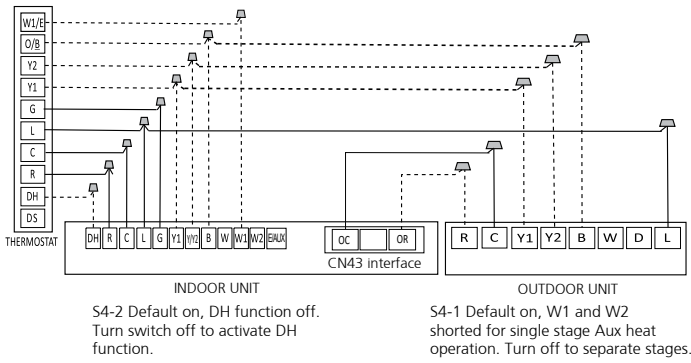 W1/E
O/B
Y2
Y1
G
L
C
R
DH
DS
THERMOSTAT
DH R C L G Y1 Y/Y2 B W W1 W2 E/AUX
OC OR
CN43 interface
R C Y1 Y2 B W D L
INDOOR UNIT
OUTDOOR UNIT
S4-2 Default on, DH function off.
Turn switch off to activate DH
function.
S4-1 Default on, W1 and W2
shorted for single stage Aux heat
operation. Turn off to separate stages.